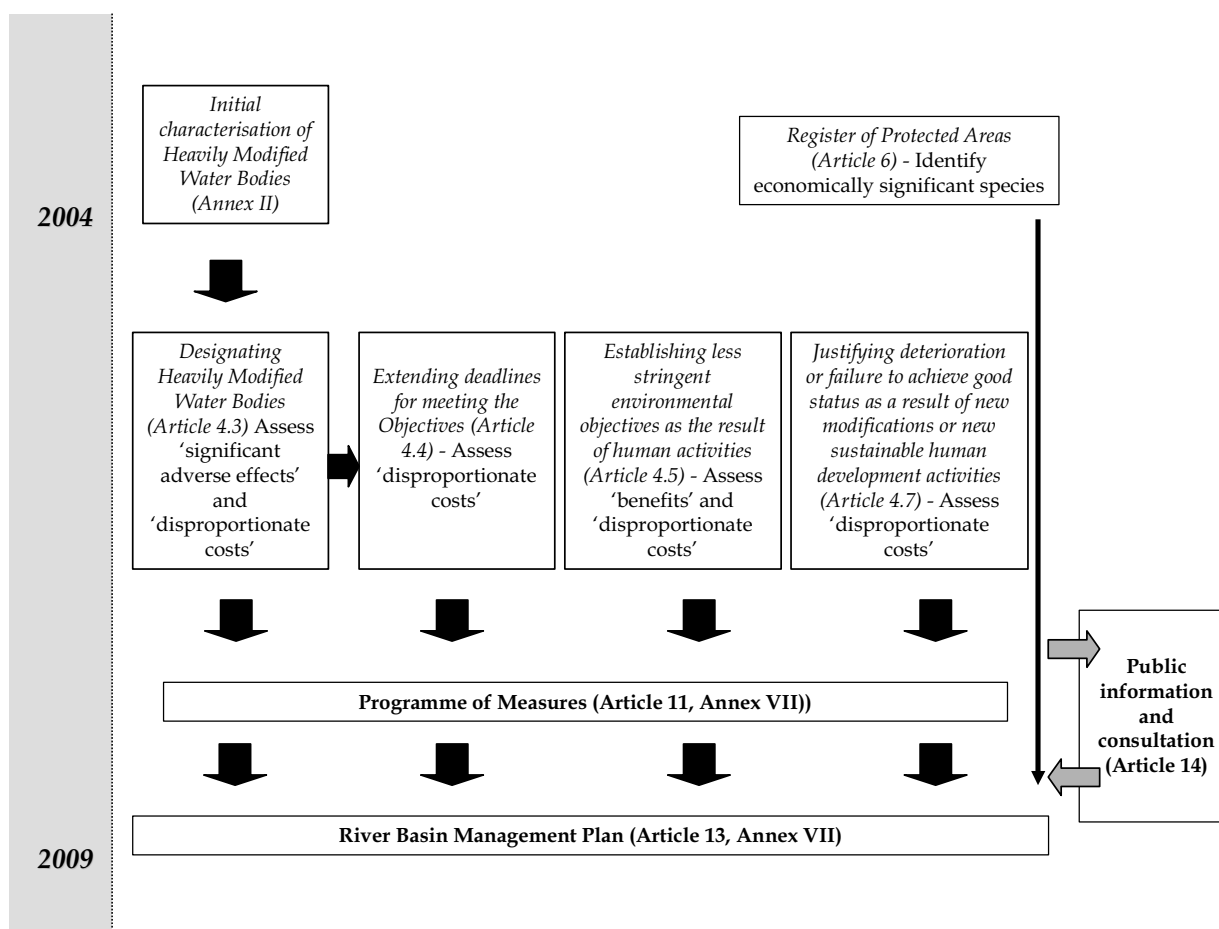 Initial
characterisation of
Heavily Modified
Water Bodies
(Annex II)
Register of Protected Areas
(Article 6) - Identify
economically significant species
2004
Designating
Heavily Modified
Water Bodies
(Article 4.3) Assess
‘significant
adverse effects’
and
‘disproportionate
costs’
Extending deadlines
for meeting the
Objectives (Article
4.4) - Assess
‘disproportionate
costs’
Establishing less
stringent
environmental
objectives as the result
of human activities
(Article 4.5) - Assess
‘benefits’ and
‘disproportionate
costs’
Justifying deterioration
or failure to achieve good
status as a result of new
modifications or new
sustainable human
development activities
(Article 4.7) - Assess
‘disproportionate
costs’
Programme of Measures (Article 11, Annex VII))
Public
information
and
consultation
(Article 14)
River Basin Management Plan (Article 13, Annex VII)
2009